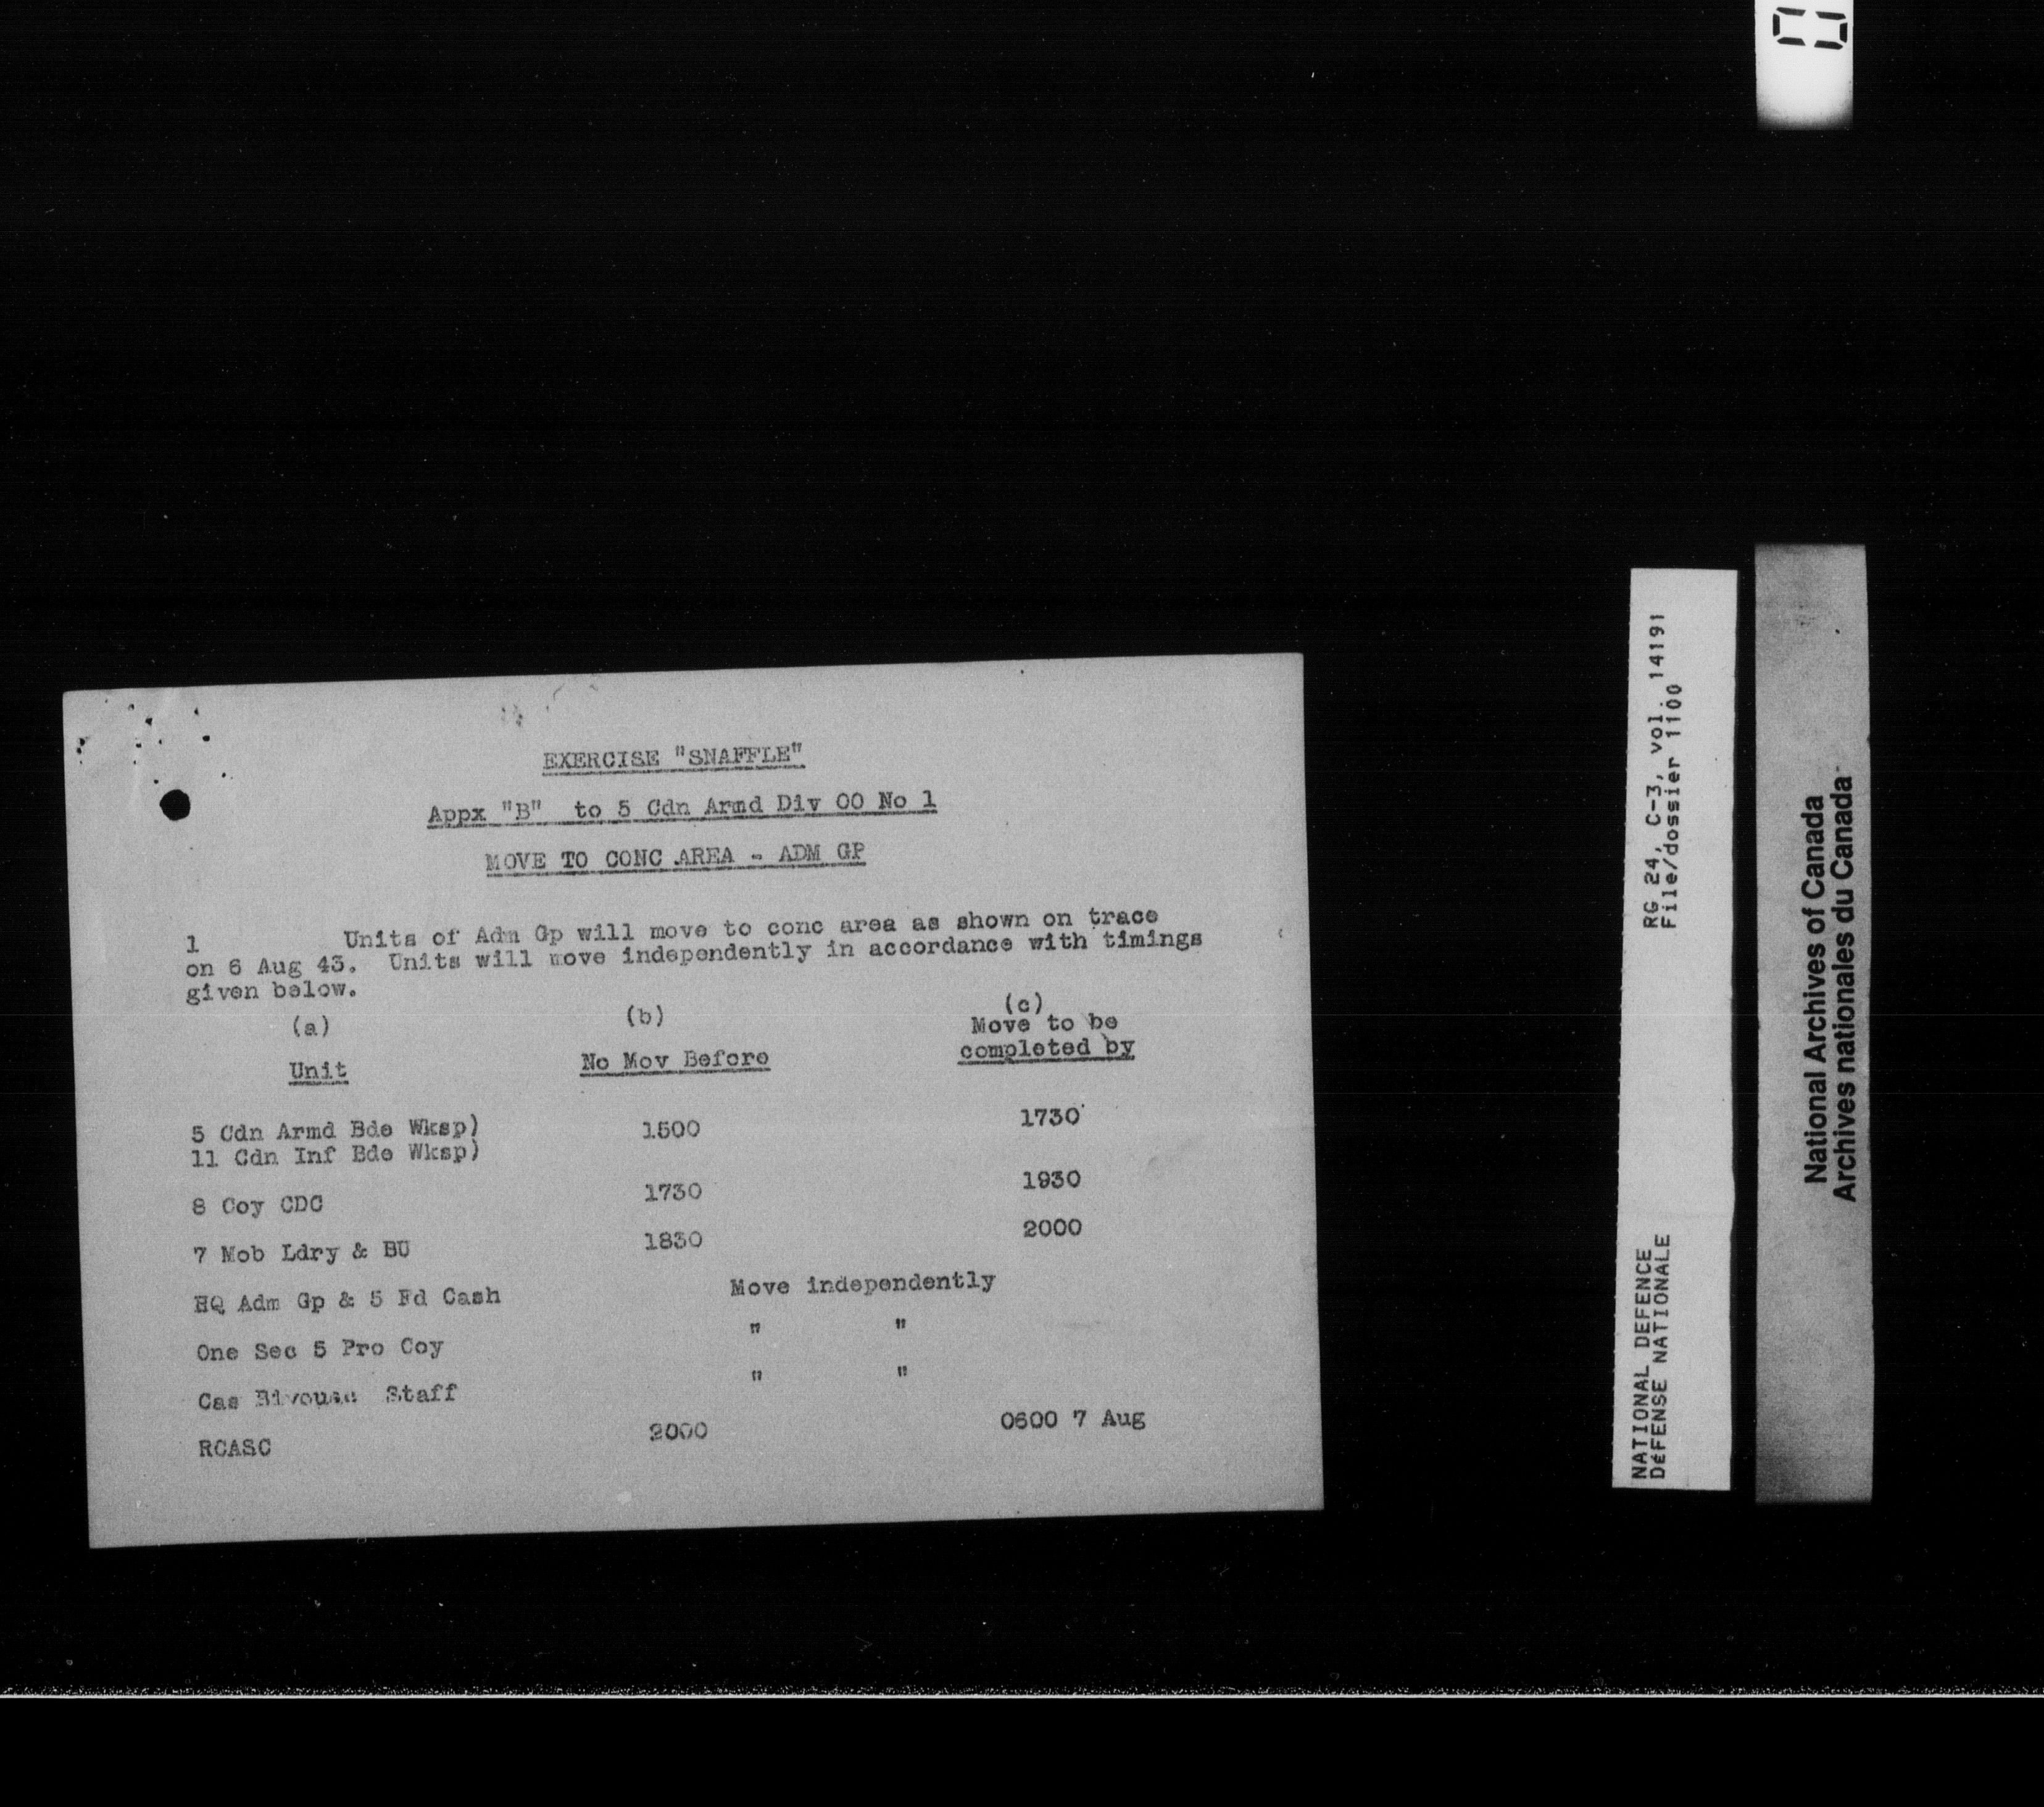 EXERCISE "SNAFFLE"
Appx "B" to 5 Cdn Armd Div OO No 1
MOVE TO CONC AREA - ADM GP
1 Units of Adm Gp will move to conc area as shown on trace
on 6 Aug 43. Units will move independently in accordance with timings
given below.
(a) (b) (c)
Move to be
Unit No Mov Before completed by
5 Cdn Armd Bde Wksp) 1500 1730
11 Cdn Inf Bde Wksp)
8 Coy CDC 1730 1930
7 Mob Ldry & BU 1830 2000
HQ Adm Gp & 5 Fd Cash Move independently
One Sec 5 Pro Coy " "
Cas Bivouac Staff " "
RCASC 2000 0600 7 Aug
RG 24, C-3, vol. 14191
File/dossier 1100
NATIONAL DEFENCE
DéFENSE NATIONALE
National Archives of Canada
Archives nationales du Canada